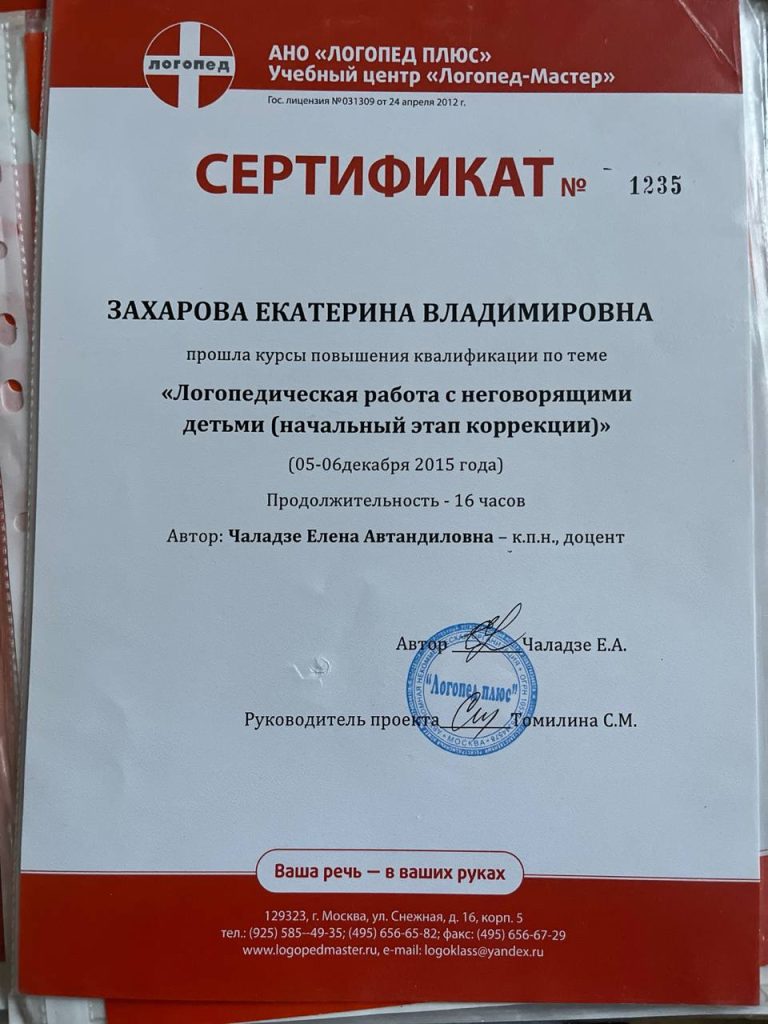 логопед
АНО «ЛОГОПЕД ПЛЮС»
Учебный центр «Логопед-Мастер»
Гос. лицензия №031309 от 24 апреля 2012 г.
СЕРТИФИКАТ № 1235
ЗАХАРОВА ЕКАТЕРИНА ВЛАДИМИРОВНА
прошла курсы повышения квалификации по теме
«Логопедическая работа с неговорящими
детьми (начальный этап коррекции)»
(05-06декабря 2015 года)
Продолжительность - 16 часов
Автор: Чаладзе Елена Автандиловна – к.п.н., доцент
Автор Чаладзе Е.А.
"Логопед плюс"
МОСКВА
Руководитель проекта Томилина С.М.
Ваша речь — в ваших руках
129323, г. Москва, ул. Снежная, д. 16, корп. 5
тел.: (925) 585--49-35; (495) 656-65-82; факс: (495) 656-67-29
www.logopedmaster.ru, e-mail: logoklass@yandex.ru